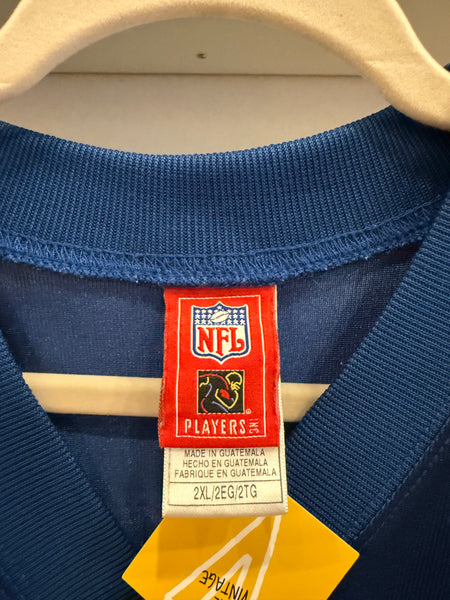 NFL
PLAYERS INC
MADE IN GUATEMALA
HECHO EN GUATEMALA
FABRIQUE EN GUATEMALA
2XL/2EG/2TG
VINTAGE